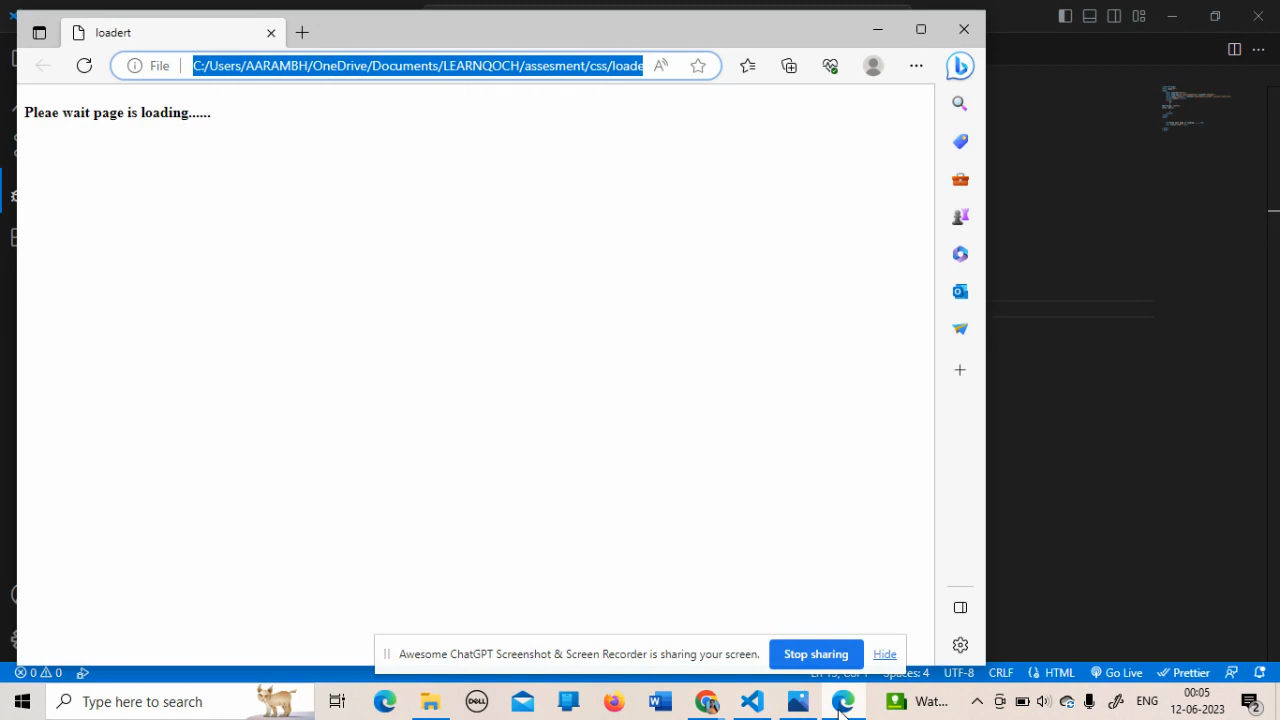 loadert
File
C:/Users/AARAMBH/OneDrive/Documents/LEARNQOCH/assesment/css/loade
Pleae wait page is loading......
Awesome ChatGPT Screenshot & Screen Recorder is sharing your screen.
Stop sharing
Hide
0 0
Spaces: 4
UTF-8
CRLF
HTML
Go Live
Prettier
Type here to search
DELL
Wat...
ENG
00:05
12-06-2023
2